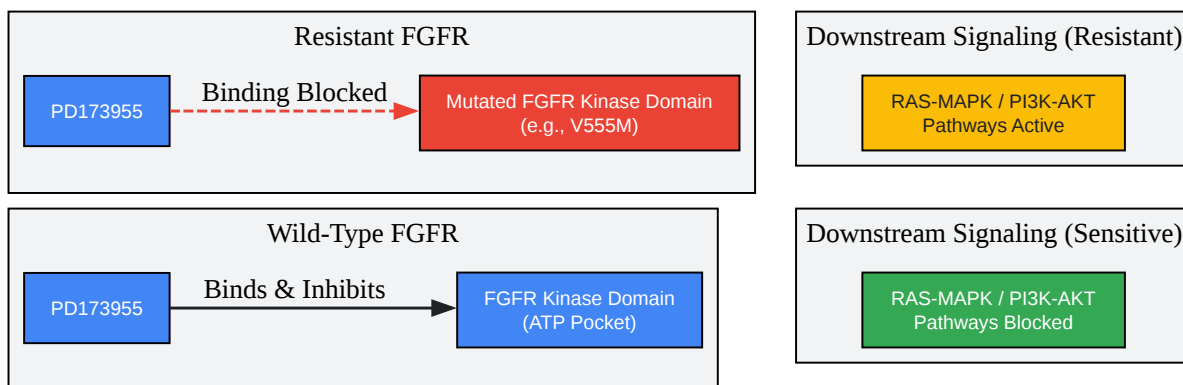 Resistant FGFR
PD173955
Binding Blocked
Mutated FGFR Kinase Domain
(e.g., V555M)
Downstream Signaling (Resistant)
RAS-MAPK / PI3K-AKT
Pathways Active
Wild-Type FGFR
PD173955
Binds & Inhibits
FGFR Kinase Domain
(ATP Pocket)
Downstream Signaling (Sensitive)
RAS-MAPK / PI3K-AKT
Pathways Blocked